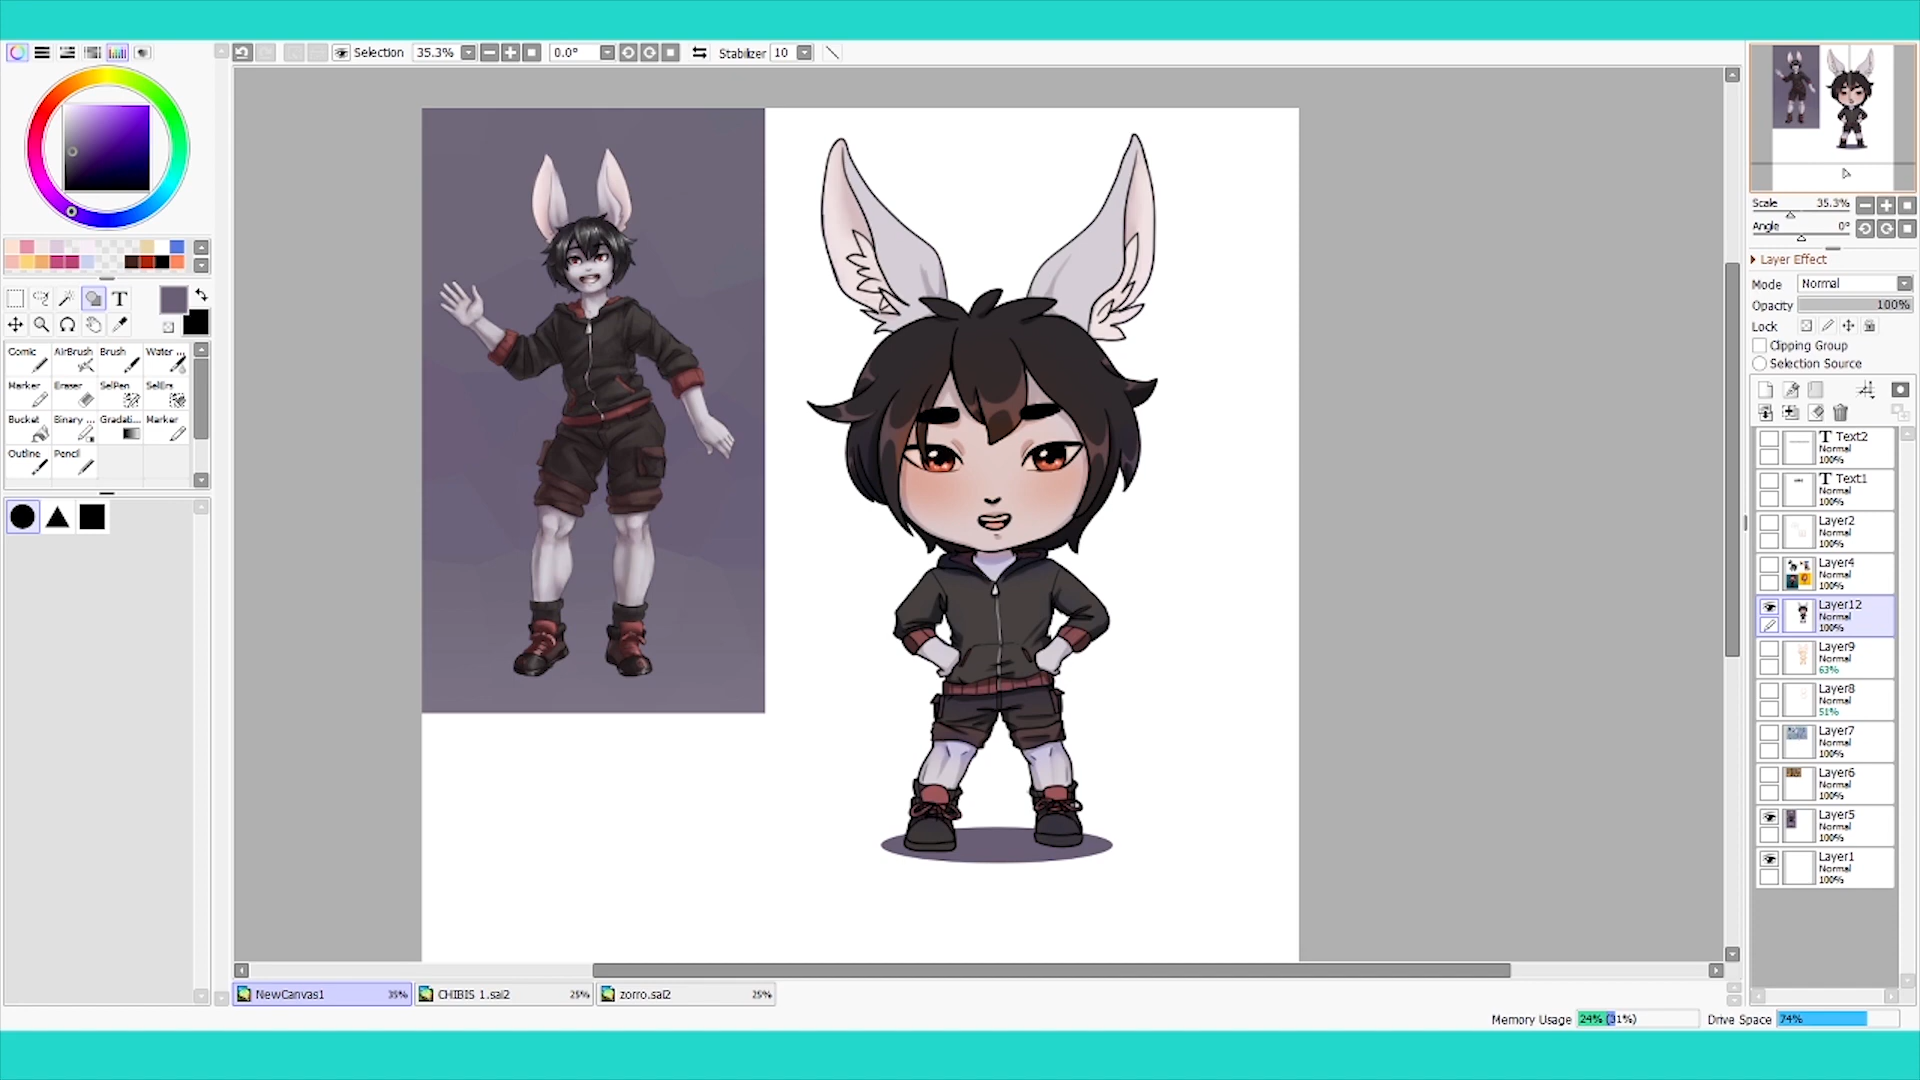 Selection 35.3% 0.0° Stabilizer 10
Scale 35.3%
Angle 0°
Layer Effect
Mode Normal
Opacity 100%
Lock
Clipping Group
Selection Source
T
Comic AirBrush Brush Water ...
Marker Eraser SelPen SelErs
Bucket Binary ... Gradati... Marker
Outline Pencil
T Text2
Normal
100%
T Text1
Normal
100%
Layer2
Normal
100%
Layer4
Normal
100%
Layer12
Normal
100%
Layer9
Normal
63%
Layer8
Normal
51%
Layer7
Normal
100%
Layer6
Normal
100%
Layer5
Normal
100%
Layer1
Normal
100%
NewCanvas1 35% CHIBIS 1.sai2 25% zorro.sai2 25%
Memory Usage 24% (31%) Drive Space 74%